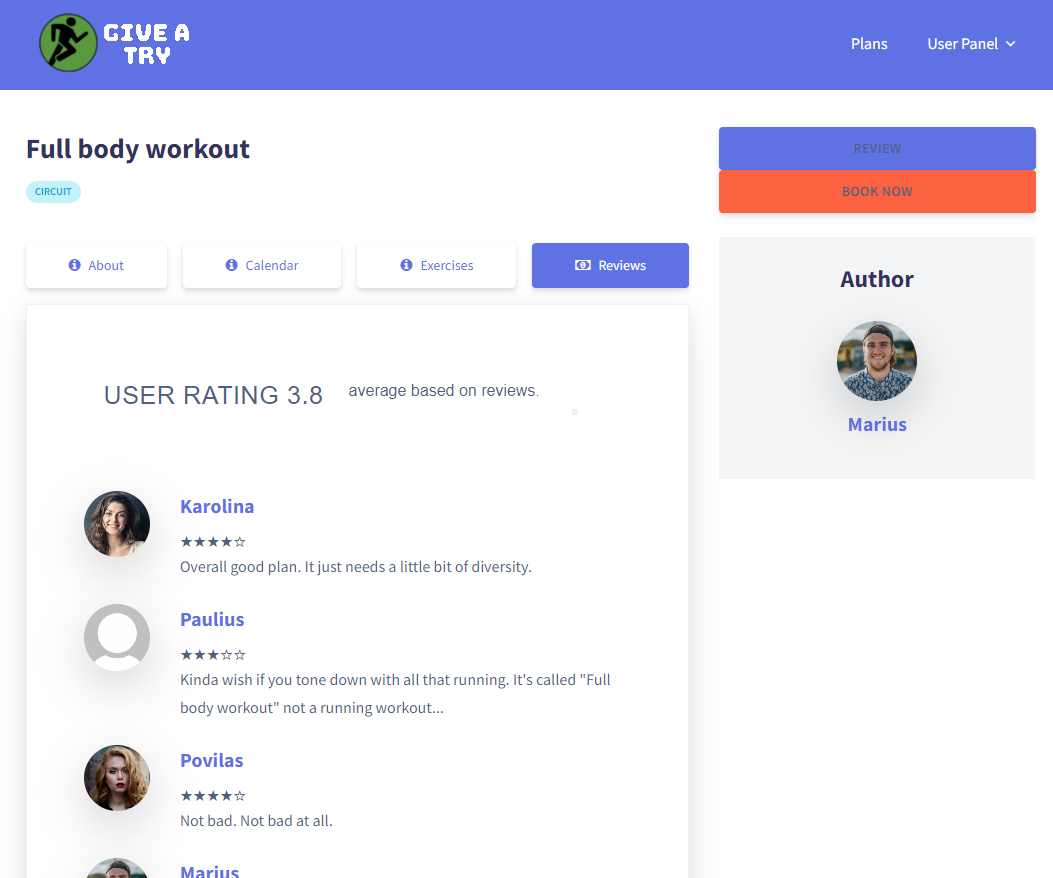 GIVE A
TRY
Plans
User Panel
Full body workout
CIRCUIT
REVIEW
BOOK NOW
About
Calendar
Exercises
Reviews
Author
Marius
USER RATING 3.8
average based on reviews.
Karolina
★★★★☆
Overall good plan. It just needs a little bit of diversity.
Paulius
★★★☆☆
Kinda wish if you tone down with all that running. It's called "Full
body workout" not a running workout...
Povilas
★★★★☆
Not bad. Not bad at all.
Marius